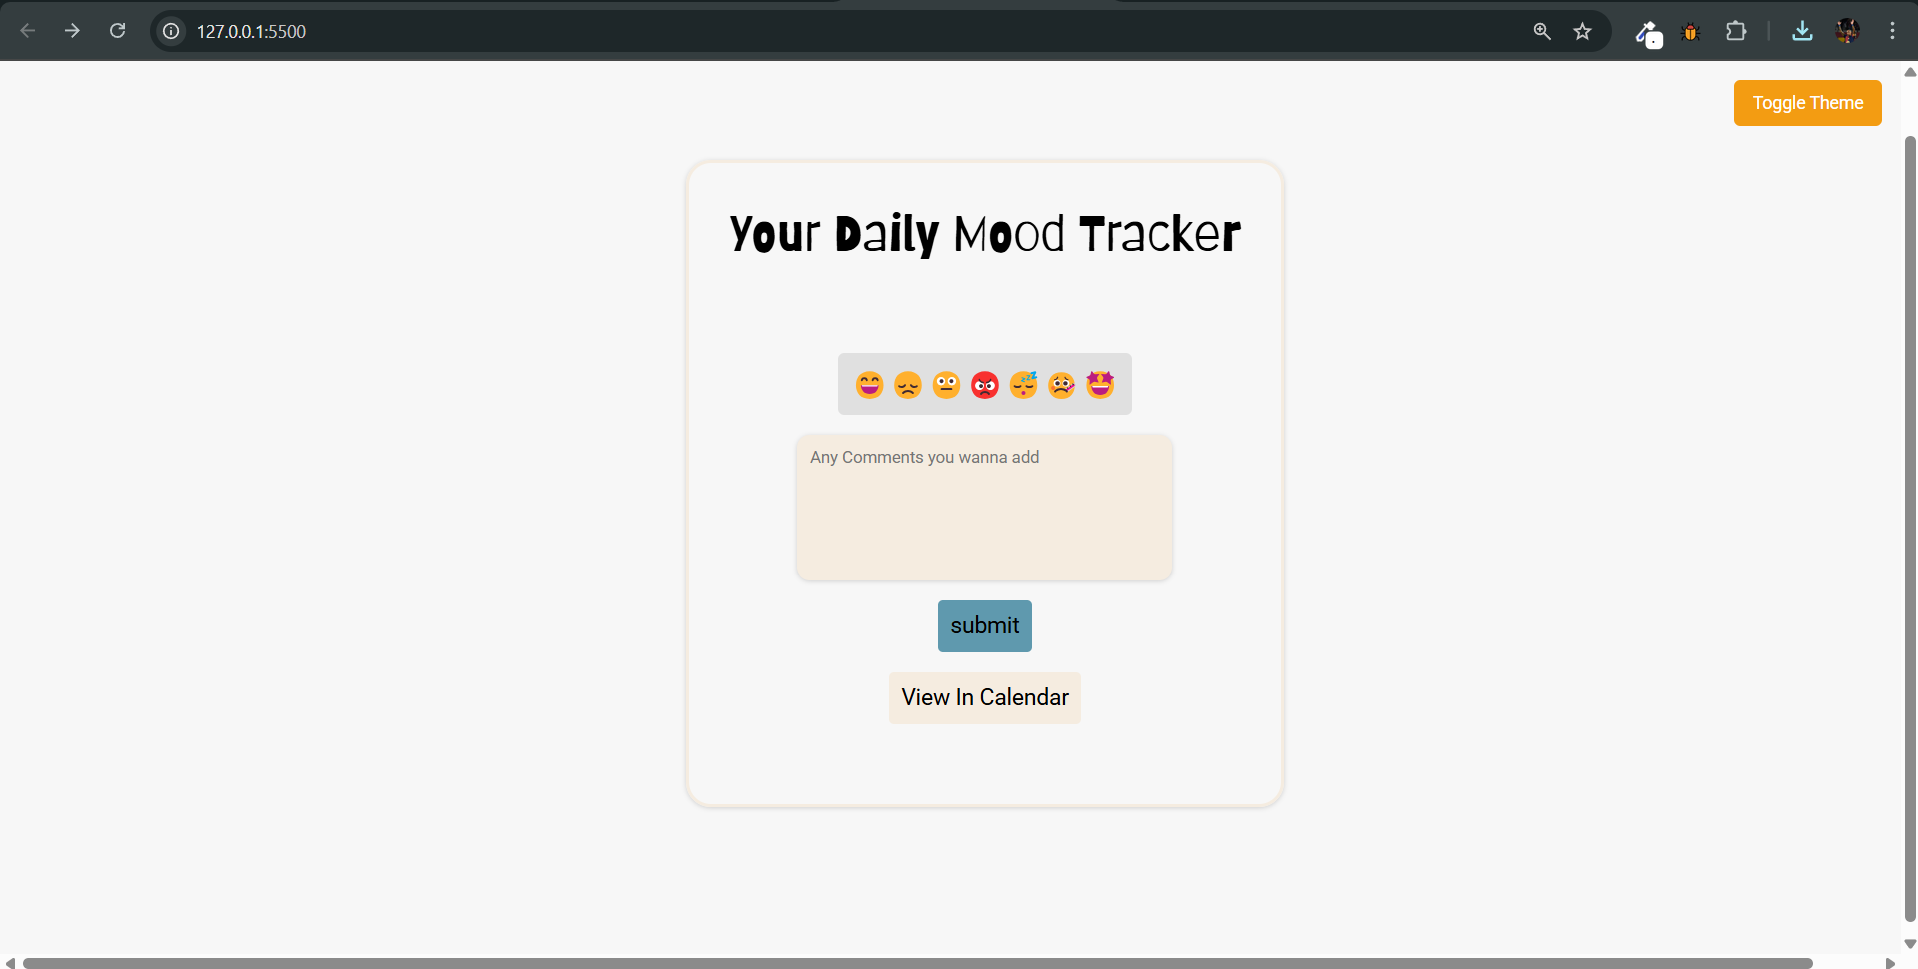 127.0.0.1:5500
Toggle Theme
Your Daily Mood Tracker
😄 😞 😐 😡 😴 🤒 🤩
Any Comments you wanna add
submit
View In Calendar